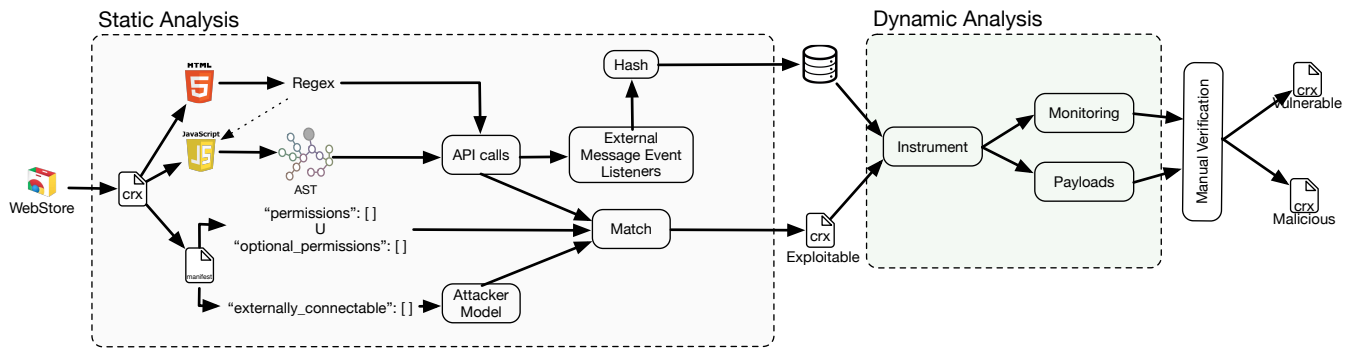 Static Analysis
Dynamic Analysis
HTML
5
Regex
Hash
JavaScript
JS
AST
API calls
External
Message Event
Listeners
WebStore
crx
"permissions": [ ]
U
"optional_permissions": [ ]
manifest
"externally_connectable": [ ]
Attacker
Model
Match
crx
Exploitable
Instrument
Monitoring
Payloads
Manual Verification
crx
Vulnerable
crx
Malicious